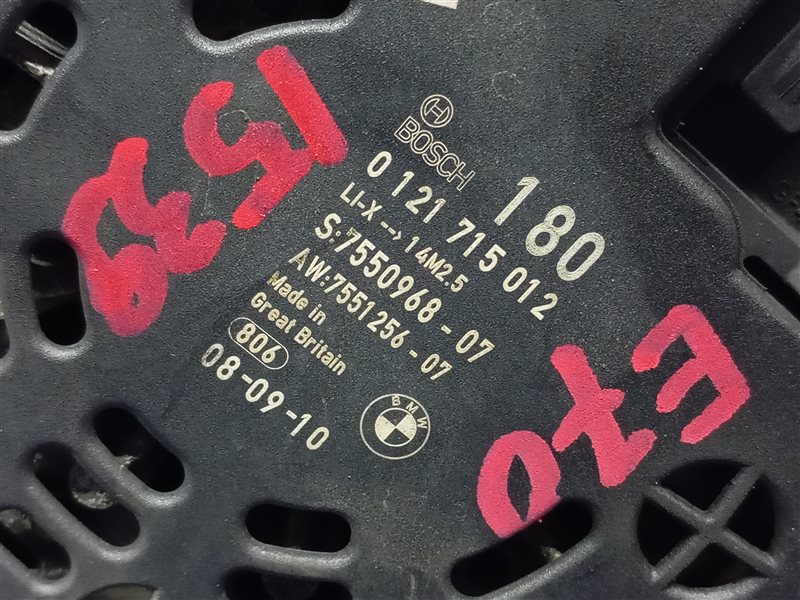 BOSCH
180
0 121 715 012
LI-X --> 14M2.5
S:7550968-07
AW:7551256-07
Made in
Great Britain
806
08-09-10
BMW
1539
E70